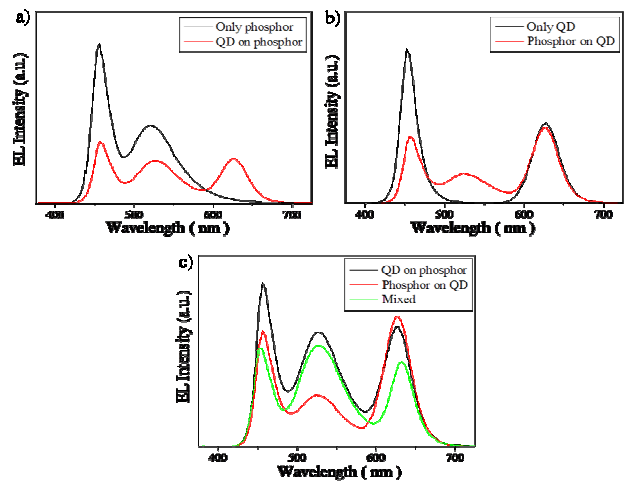 a)
Only phosphor
QD on phosphor
EL Intensity (a.u.)
400 500 600 700
Wavelength ( nm )
b)
Only QD
Phosphor on QD
EL Intensity (a.u.)
400 500 600 700
Wavelength ( nm )
c)
QD on phosphor
Phosphor on QD
Mixed
EL Intensity (a.u.)
400 500 600 700
Wavelength ( nm )